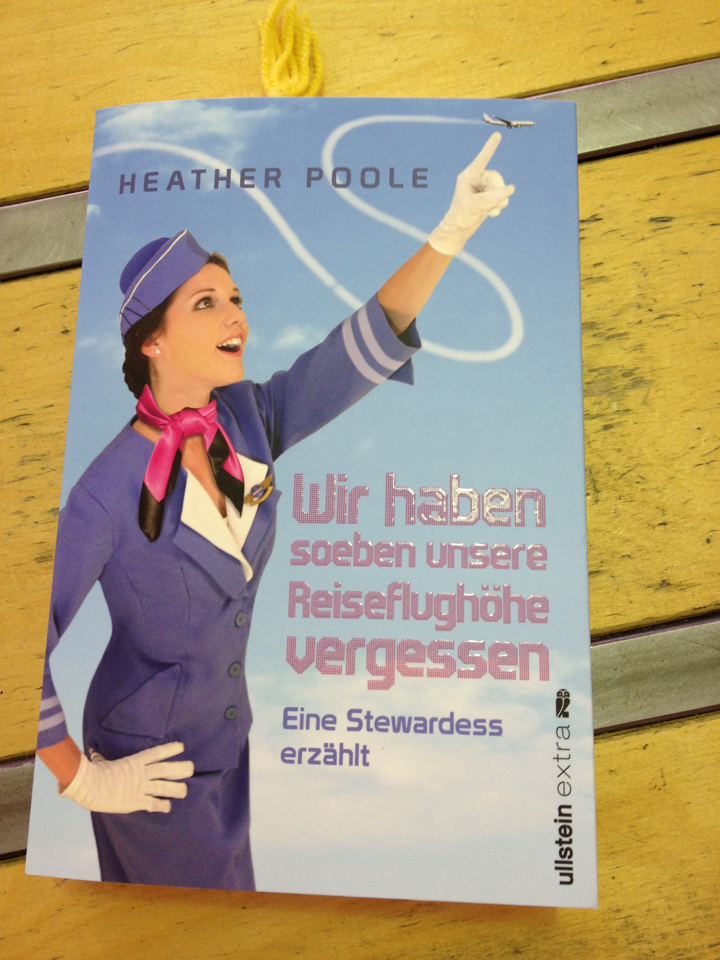 HEATHER POOLE
Wir haben
soeben unsere
Reiseflughöhe
vergessen
Eine Stewardess
erzählt
ullstein extra